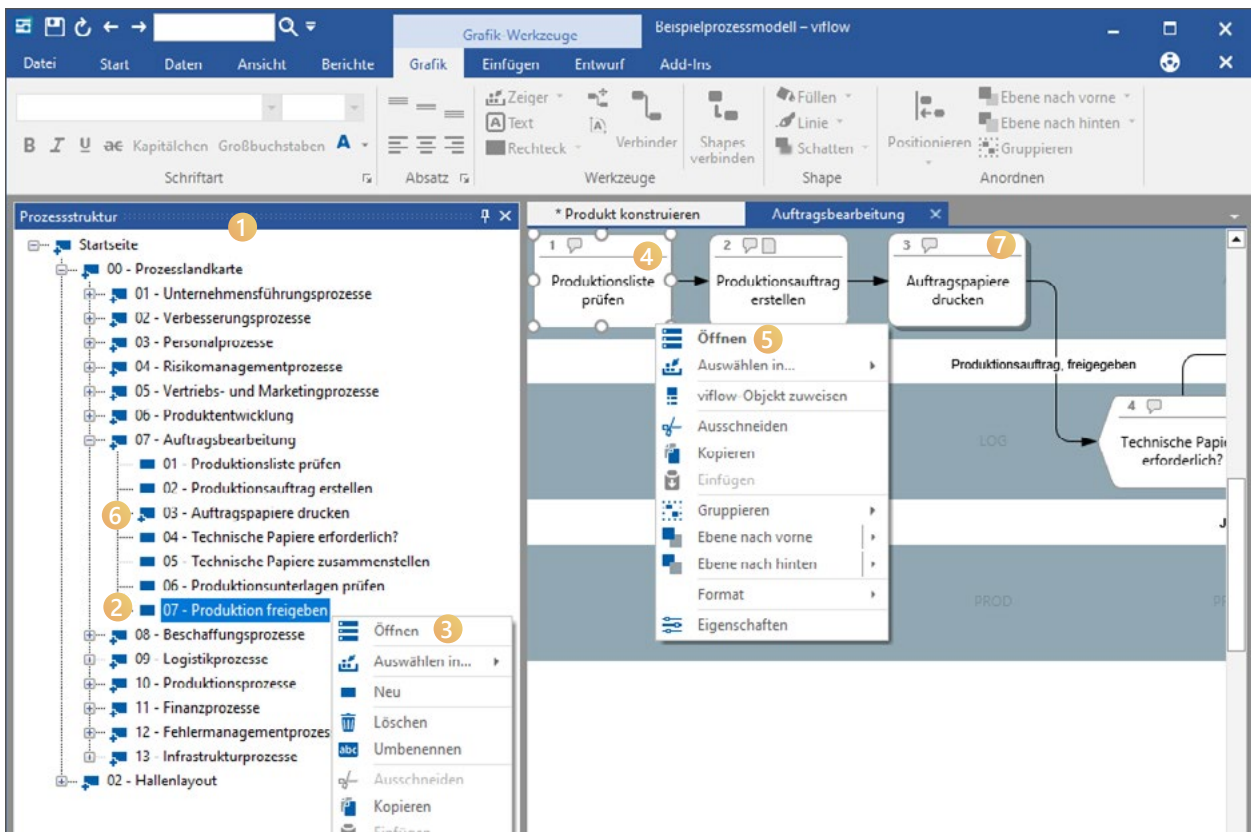 Grafik-Werkzeuge
Beispielprozessmodell – viflow
Datei Start Daten Ansicht Berichte Grafik Einfügen Entwurf Add-Ins
Zeiger
Füllen
Ebene nach vorne
A Text
Linie
Ebene nach hinten
B I U ae Kapitälchen Großbuchstaben A
Rechteck
Verbinder
Shapes verbinden
Schatten
Positionieren
Gruppieren
Schriftart
Absatz
Werkzeuge
Shape
Anordnen
Prozessstruktur
1
Startseite
00 - Prozesslandkarte
01 - Unternehmensführungsprozesse
02 - Verbesserungsprozesse
03 - Personalprozesse
04 - Risikomanagementprozesse
05 - Vertriebs- und Marketingprozesse
06 - Produktentwicklung
07 - Auftragsbearbeitung
01 - Produktionsliste prüfen
02 - Produktionsauftrag erstellen
6
03 - Auftragspapiere drucken
04 - Technische Papiere erforderlich?
05 - Technische Papiere zusammenstellen
06 - Produktionsunterlagen prüfen
2
07 - Produktion freigeben
08 - Beschaffungsprozesse
09 - Logistikprozesse
10 - Produktionsprozesse
11 - Finanzprozesse
12 - Fehlermanagementprozes
13 - Infrastrukturprozesse
02 - Hallenlayout
Öffnen 3
Auswählen in...
Neu
Löschen
abc Umbenennen
Ausschneiden
Kopieren
Einfügen
* Produkt konstruieren
Auftragsbearbeitung
1
4
Produktionsliste
prüfen
2
Produktionsauftrag
erstellen
3
7
Auftragspapiere
drucken
Produktionsauftrag, freigegeben
LOG
4
Technische Papi
erforderlich?
J
PROD
PF
Öffnen 5
Auswählen in...
viflow-Objekt zuweisen
Ausschneiden
Kopieren
Einfügen
Gruppieren
Ebene nach vorne
Ebene nach hinten
Format
Eigenschaften